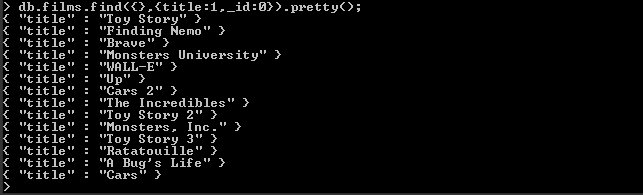 > db.films.find({},{title:1,_id:0}).pretty();
{ "title" : "Toy Story" }
{ "title" : "Finding Nemo" }
{ "title" : "Brave" }
{ "title" : "Monsters University" }
{ "title" : "WALL-E" }
{ "title" : "Up" }
{ "title" : "Cars 2" }
{ "title" : "The Incredibles" }
{ "title" : "Toy Story 2" }
{ "title" : "Monsters, Inc." }
{ "title" : "Toy Story 3" }
{ "title" : "Ratatouille" }
{ "title" : "A Bug's Life" }
{ "title" : "Cars" }
>